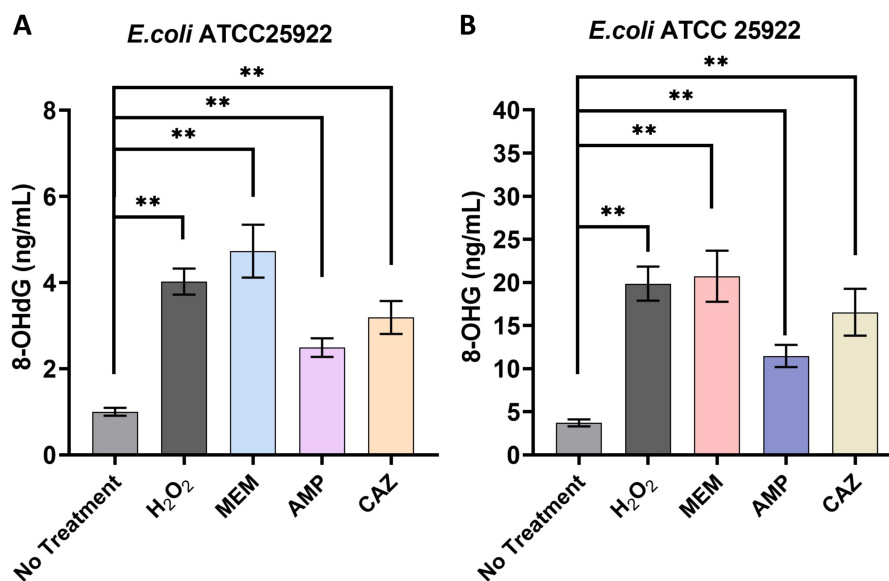 A
E.coli ATCC25922
**
**
**
**
8
6
4
2
0
8-OHdG (ng/mL)
No Treatment
H₂O₂
MEM
AMP
CAZ
B
E.coli ATCC 25922
**
**
**
**
40
35
30
25
20
15
10
5
0
8-OHG (ng/mL)
No Treatment
H₂O₂
MEM
AMP
CAZ